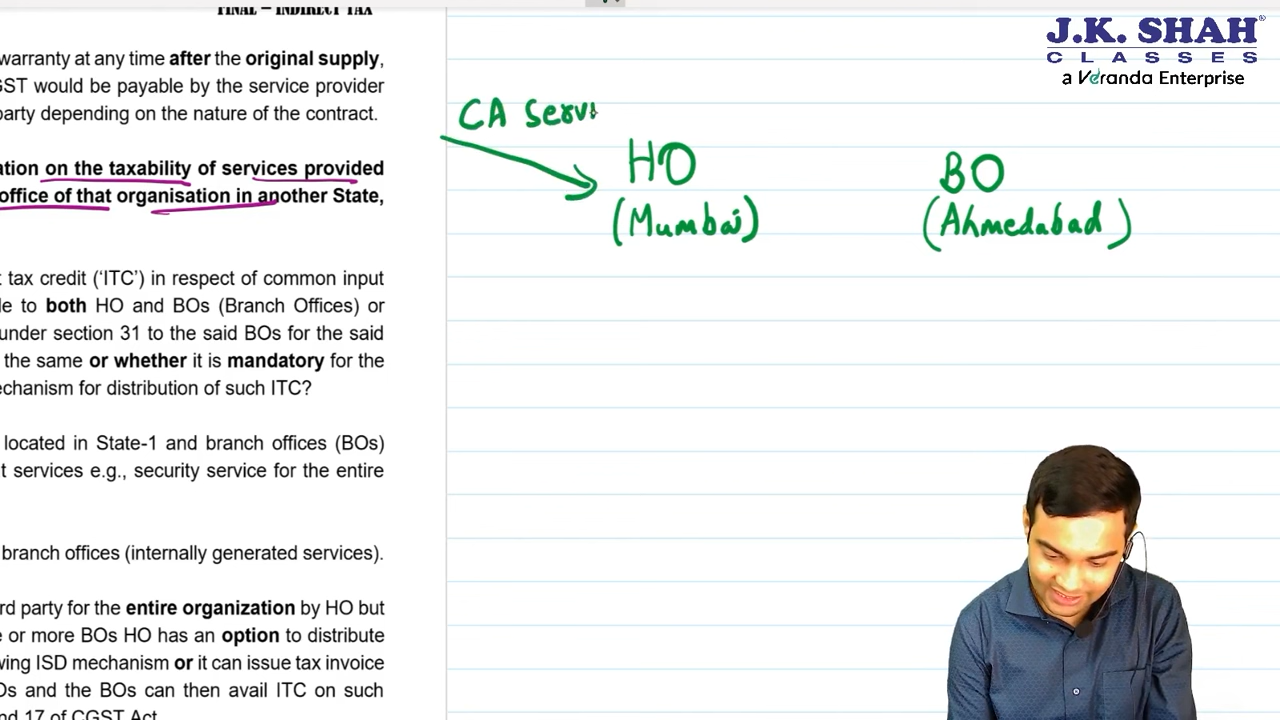 FINAL – INDIRECT TAX
J.K. SHAH®
CLASSES
a Veranda Enterprise
warranty at any time after the original supply,
GST would be payable by the service provider
party depending on the nature of the contract.
ation on the taxability of services provided
office of that organisation in another State,
tax credit ('ITC') in respect of common input
le to both HO and BOs (Branch Offices) or
under section 31 to the said BOs for the said
the same or whether it is mandatory for the
echanism for distribution of such ITC?
located in State-1 and branch offices (BOs)
t services e.g., security service for the entire
branch offices (internally generated services).
rd party for the entire organization by HO but
e or more BOs HO has an option to distribute
wing ISD mechanism or it can issue tax invoice
Os and the BOs can then avail ITC on such
nd 17 of CGST Act.
CA servi
HO
(Mumbai)
BO
(Ahmedabad)